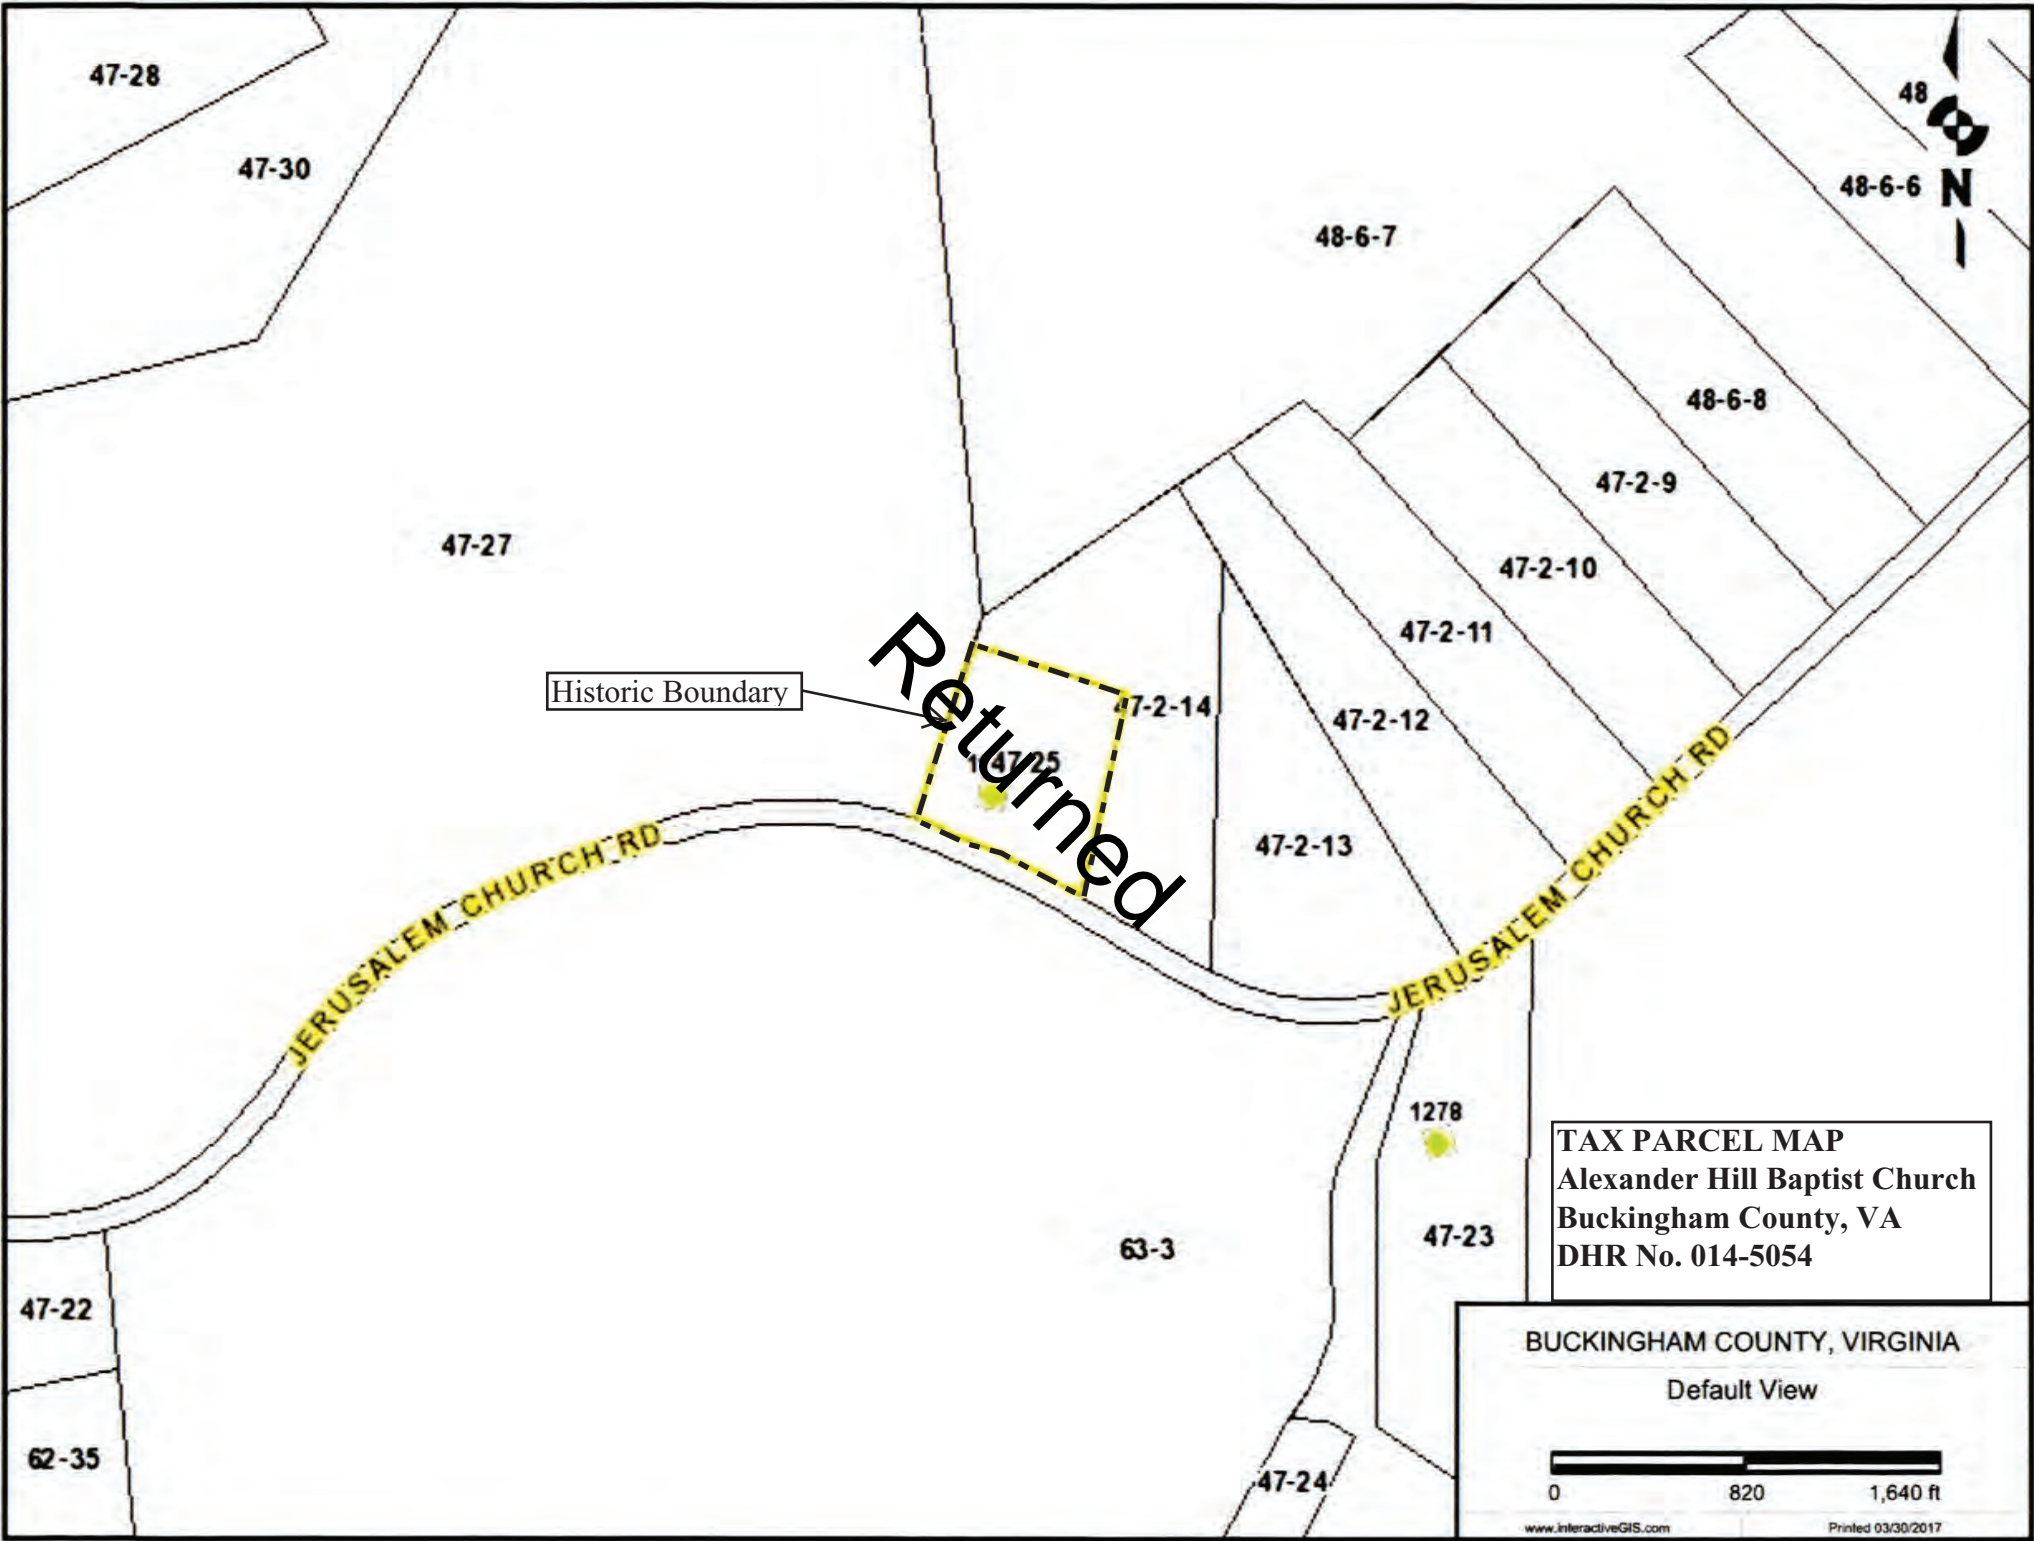 47-28
48
47-30
48-6-6
N
48-6-7
48-6-8
47-2-9
47-27
47-2-10
47-2-11
Historic Boundary
47-2-14
47-2-12
47-25
Returned
JERUSALEM CHURCH RD
47-2-13
JERUSALEM CHURCH RD
1278
47-23
63-3
TAX PARCEL MAP
Alexander Hill Baptist Church
Buckingham County, VA
DHR No. 014-5054
47-22
62-35
47-24
BUCKINGHAM COUNTY, VIRGINIA
Default View
0 820 1,640 ft
www.interactiveGIS.com Printed 03/30/2017